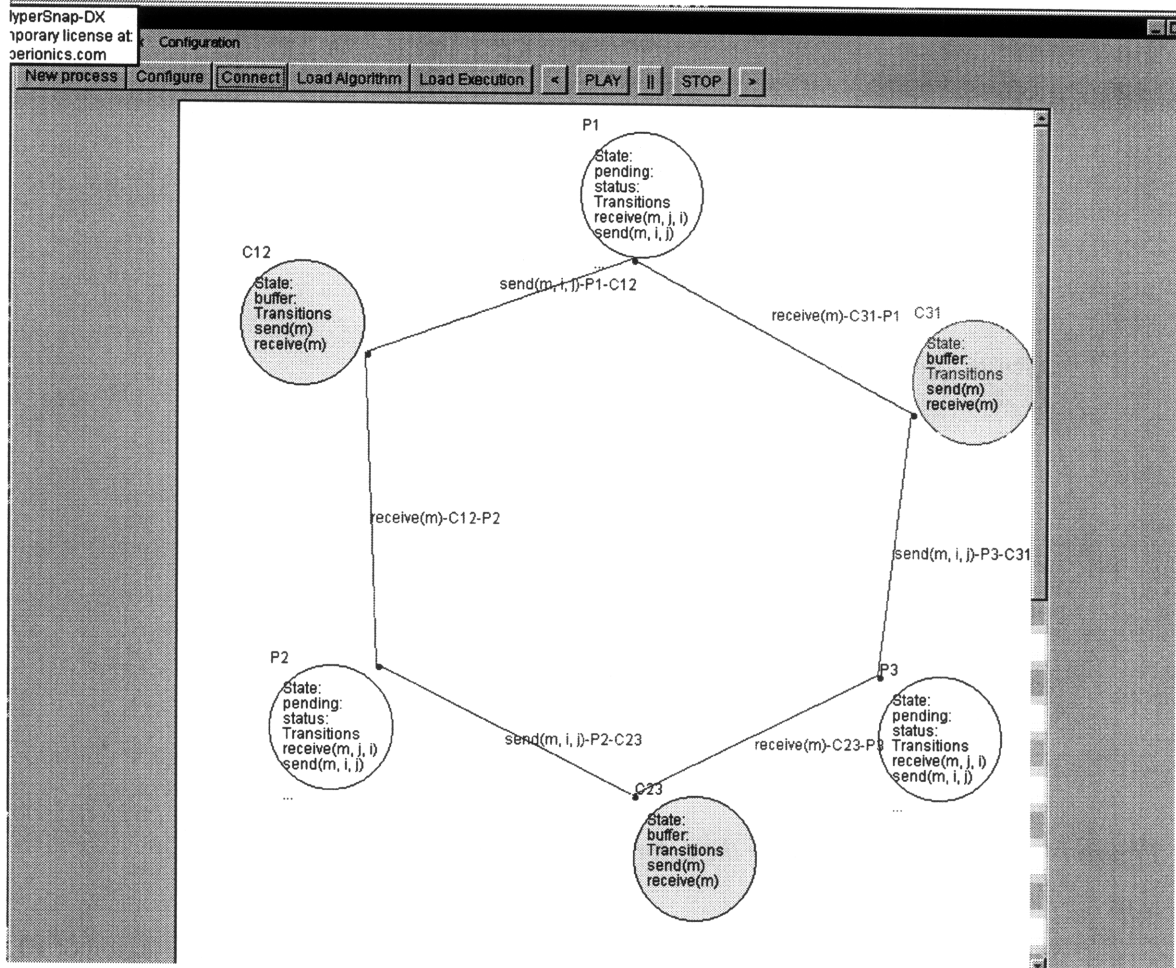 HyperSnap-DX
mporary license at
perionics.com
Configuration
New process Configure Connect Load Algorithm Load Execution < PLAY || STOP >
P1
State:
pending:
status:
Transitions
receive(m, j, i)
send(m, i, j)
...
C12
State:
buffer:
Transitions
send(m)
receive(m)
send(m, i, j)-P1-C12
receive(m)-C31-P1
C31
State:
buffer:
Transitions
send(m)
receive(m)
receive(m)-C12-P2
send(m, i, j)-P3-C31
P2
State:
pending:
status:
Transitions
receive(m, j, i)
send(m, i, j)
...
P3
State:
pending:
status:
Transitions
receive(m, j, i)
send(m, i, j)
...
send(m, i, j)-P2-C23
receive(m)-C23-P3
C23
State:
buffer:
Transitions
send(m)
receive(m)